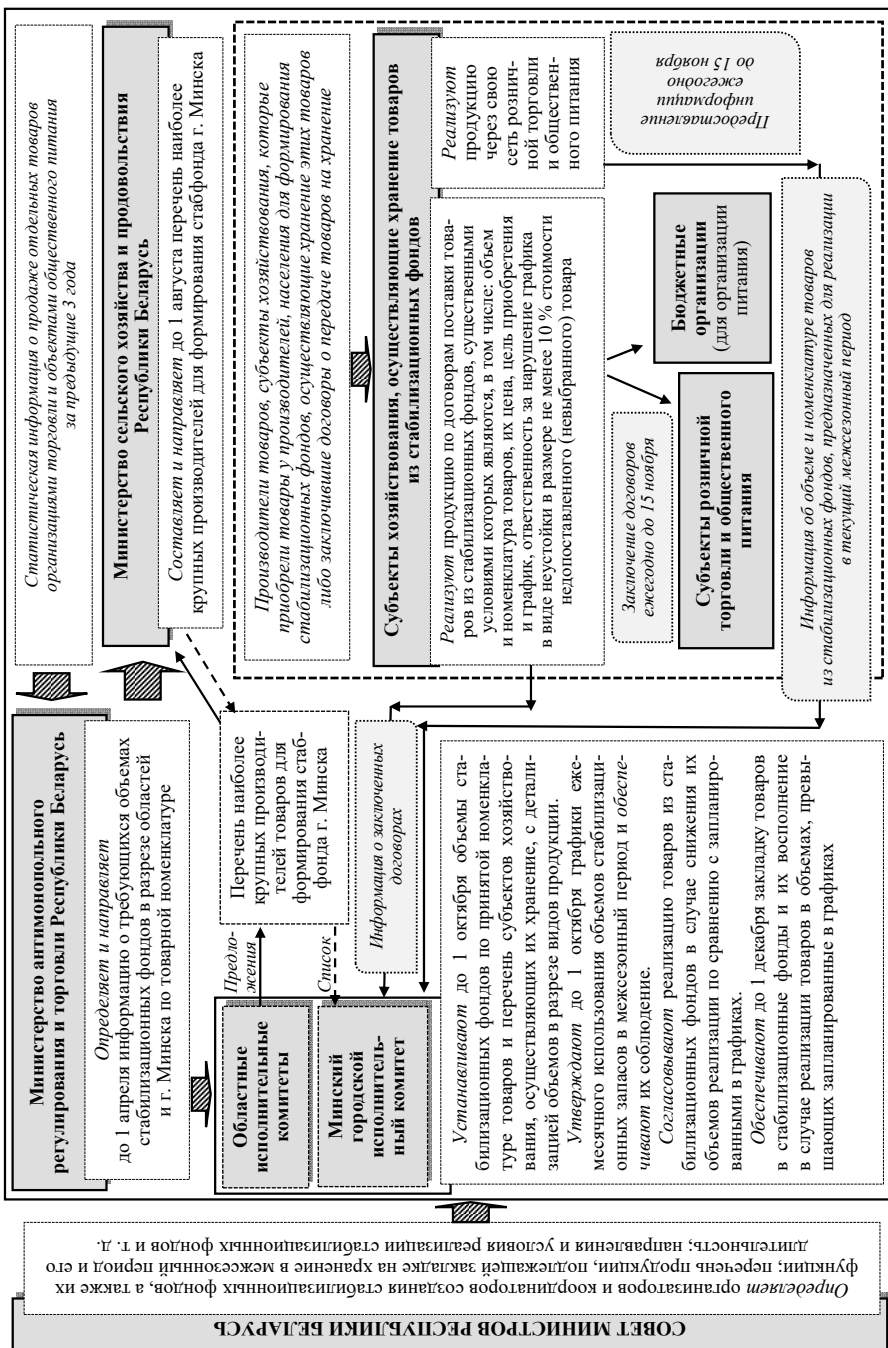 СОВЕТ МИНИСТРОВ РЕСПУБЛИКИ БЕЛАРУСЬ
Определяет организаторов и координаторов создания стабилизационных фондов, а также их
функции; перечень продукции, подлежащей закладке на хранение в межсезонный период и его
длительность; направления и условия реализации стабилизационных фондов и т. д.
Министерство антимонопольного
регулирования и торговли Республики Беларусь
Определяет и направляет
до 1 апреля информацию о требующихся объемах
стабилизационных фондов в разрезе областей
и г. Минска по товарной номенклатуре
Статистическая информация о продаже отдельных товаров
организациями торговли и объектами общественного питания
за предыдущие 3 года
Министерство сельского хозяйства и продовольствия
Республики Беларусь
Составляет и направляет до 1 августа перечень наиболее
крупных производителей для формирования стабфонда г. Минска
Областные
исполнительные
комитеты
Минский
городской
исполнитель-
ный комитет
Предло-
жения
Список
Перечень наиболее
крупных производи-
телей товаров для
формирования стаб-
фонда г. Минска
Информация о заключенных
договорах
Устанавливают до 1 октября объемы ста-
билизационных фондов по принятой номенкла-
туре товаров и перечень субъектов хозяйствo-
вания, осуществляющих их хранение, с детали-
зацией объемов в разрезе видов продукции.
Утверждают до 1 октября графики еже-
месячного использования объемов стабилизаци-
онных запасов в межсезонный период и обеспе-
чивают их соблюдение.
Согласовывают реализацию товаров из ста-
билизационных фондов в случае снижения их
объемов реализации по сравнению с запланиро-
ванными в графиках.
Обеспечивают до 1 декабря закладку товаров
в стабилизационные фонды и их восполнение
в случае реализации товаров в объемах, превы-
шающих запланированные в графиках
Производители товаров, субъекты хозяйствования, которые
приобрели товары у производителей, населения для формирования
стабилизационных фондов, осуществляющие хранение этих товаров
либо заключившие договоры о передаче товаров на хранение
Субъекты хозяйствования, осуществляющие хранение товаров
из стабилизационных фондов
Реализуют продукцию по договорам поставки това-
ров из стабилизационных фондов, существенными
условиями которых являются, в том числе: объем
и номенклатура товаров, их цена, цель приобретения
и график, ответственность за нарушение графика
в виде неустойки в размере не менее 10 % стоимости
недопоставленного (невыбранного) товара
Реализуют
продукцию
через свою
сеть рознич-
ной торговли
и обществен-
ного питания
Заключение договоров
ежегодно до 15 ноября
Субъекты розничной
торговли и общественного
питания
Бюджетные
организации
(для организации
питания)
Предоставление
информации
ежегодно
до 15 ноября
Информация об объеме и номенклатуре товаров
из стабилизационных фондов, предназначенных для реализации
в текущий межсезонный период